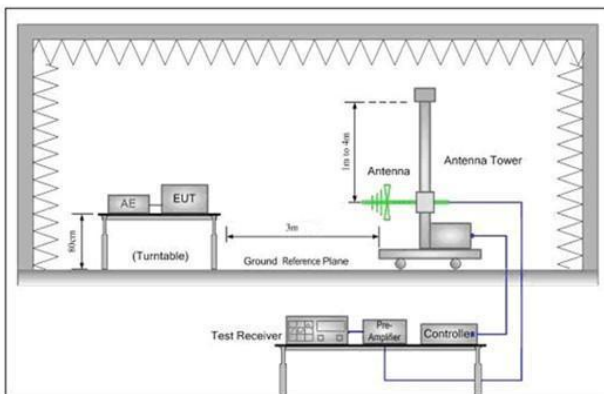 1m to 4m
Antenna
Antenna Tower
AE
EUT
80cm
(Turntable)
3m
Ground Reference Plane
Test Receiver
Pre-
Amplifier
Controller